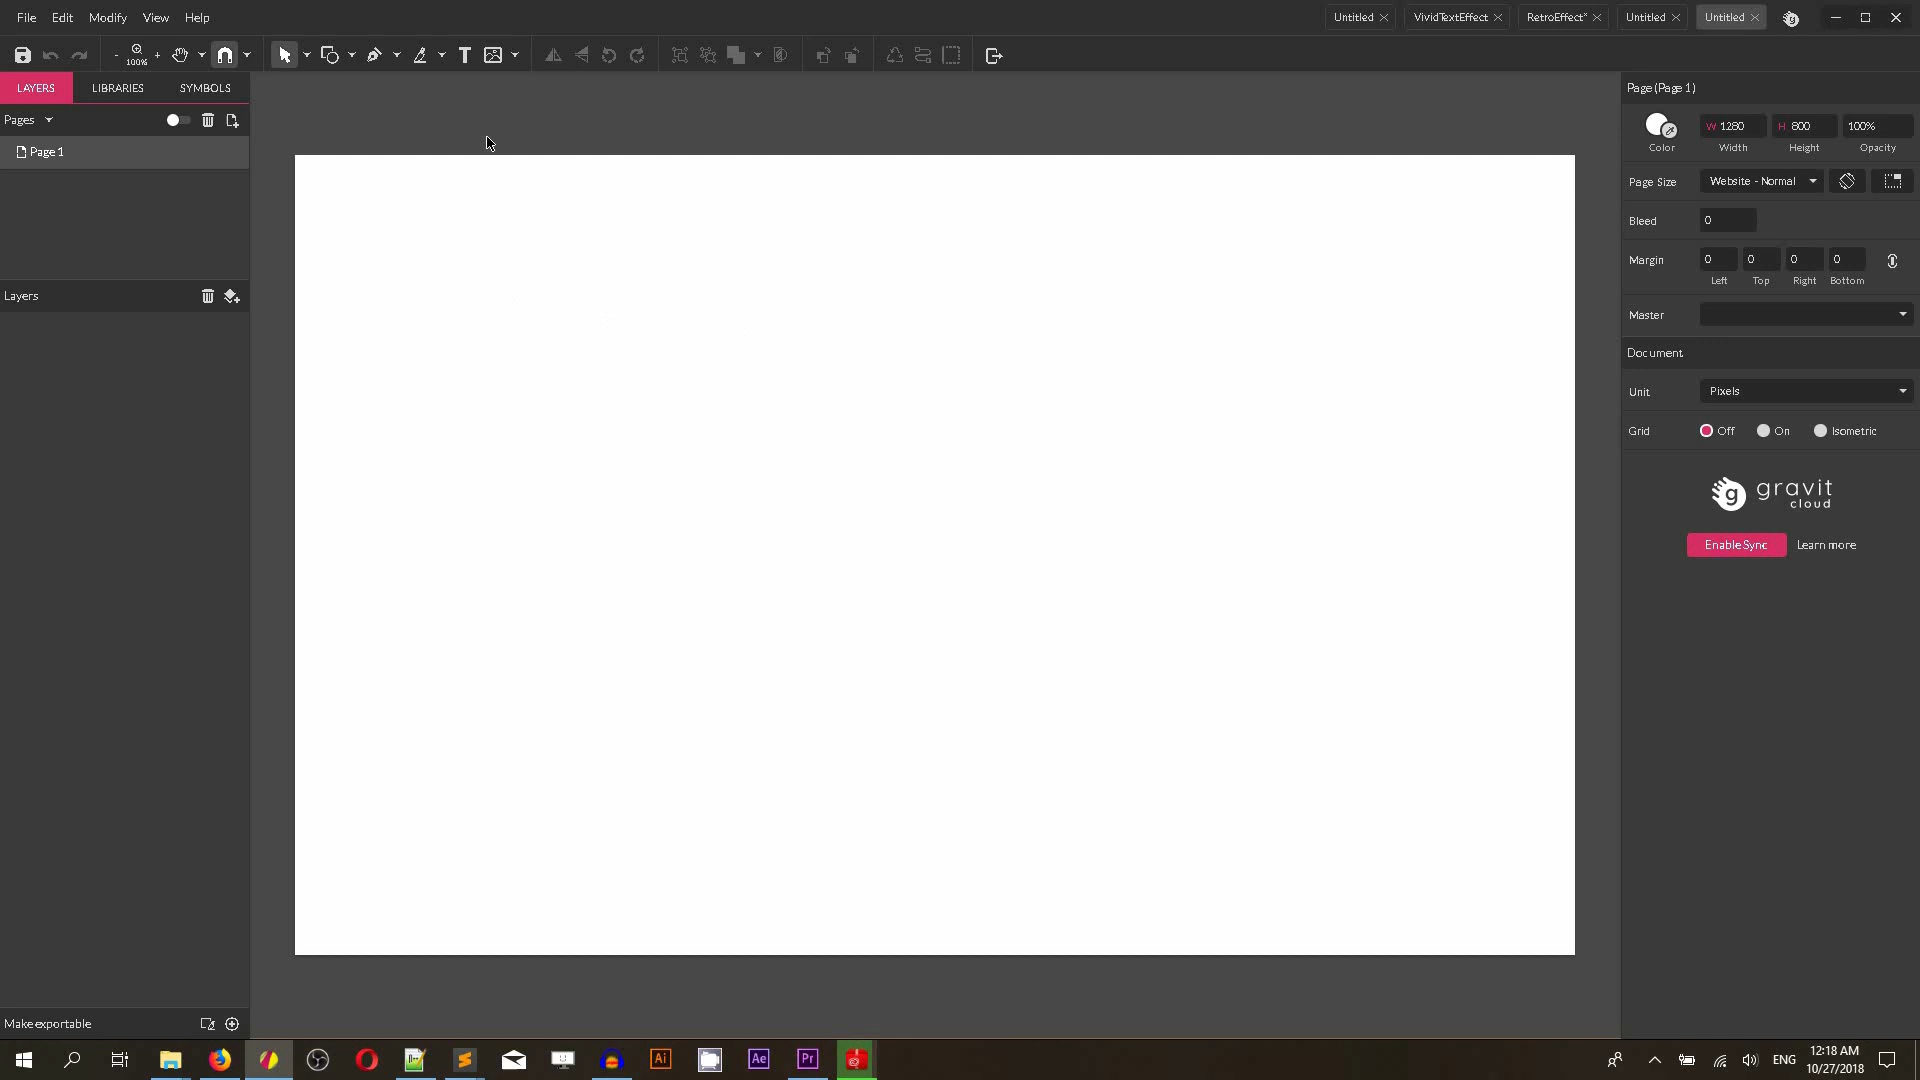 File Edit Modify View Help
Untitled VividTextEffect RetroEffect* Untitled Untitled
100%
LAYERS LIBRARIES SYMBOLS
Pages
Page 1
Layers
Make exportable
Page (Page 1)
W 1280 H 800 100%
Color Width Height Opacity
Page Size Website - Normal
Bleed 0
Margin 0 0 0 0
Left Top Right Bottom
Master
Document
Unit Pixels
Grid Off On Isometric
gravit
cloud
Enable Sync Learn more
Ai Ae Pr
ENG
12:18 AM
10/27/2018